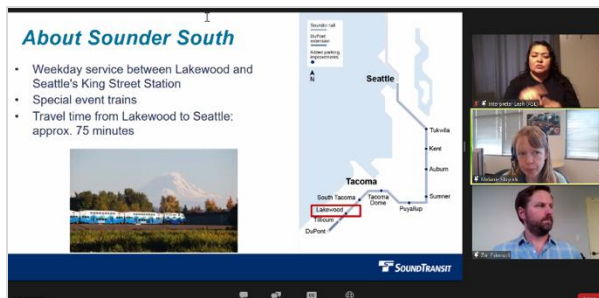 About Sounder South
• Weekday service between Lakewood and
Seattle's King Street Station
• Special event trains
• Travel time from Lakewood to Seattle:
approx. 75 minutes
Sounder rail
DuPont
extension
Added parking
improvements
N
Seattle
Tukwila
Kent
Auburn
Sumner
Puyallup
Tacoma
Tacoma
Dome
South Tacoma
Lakewood
Tillicum
DuPont
SOUNDTRANSIT